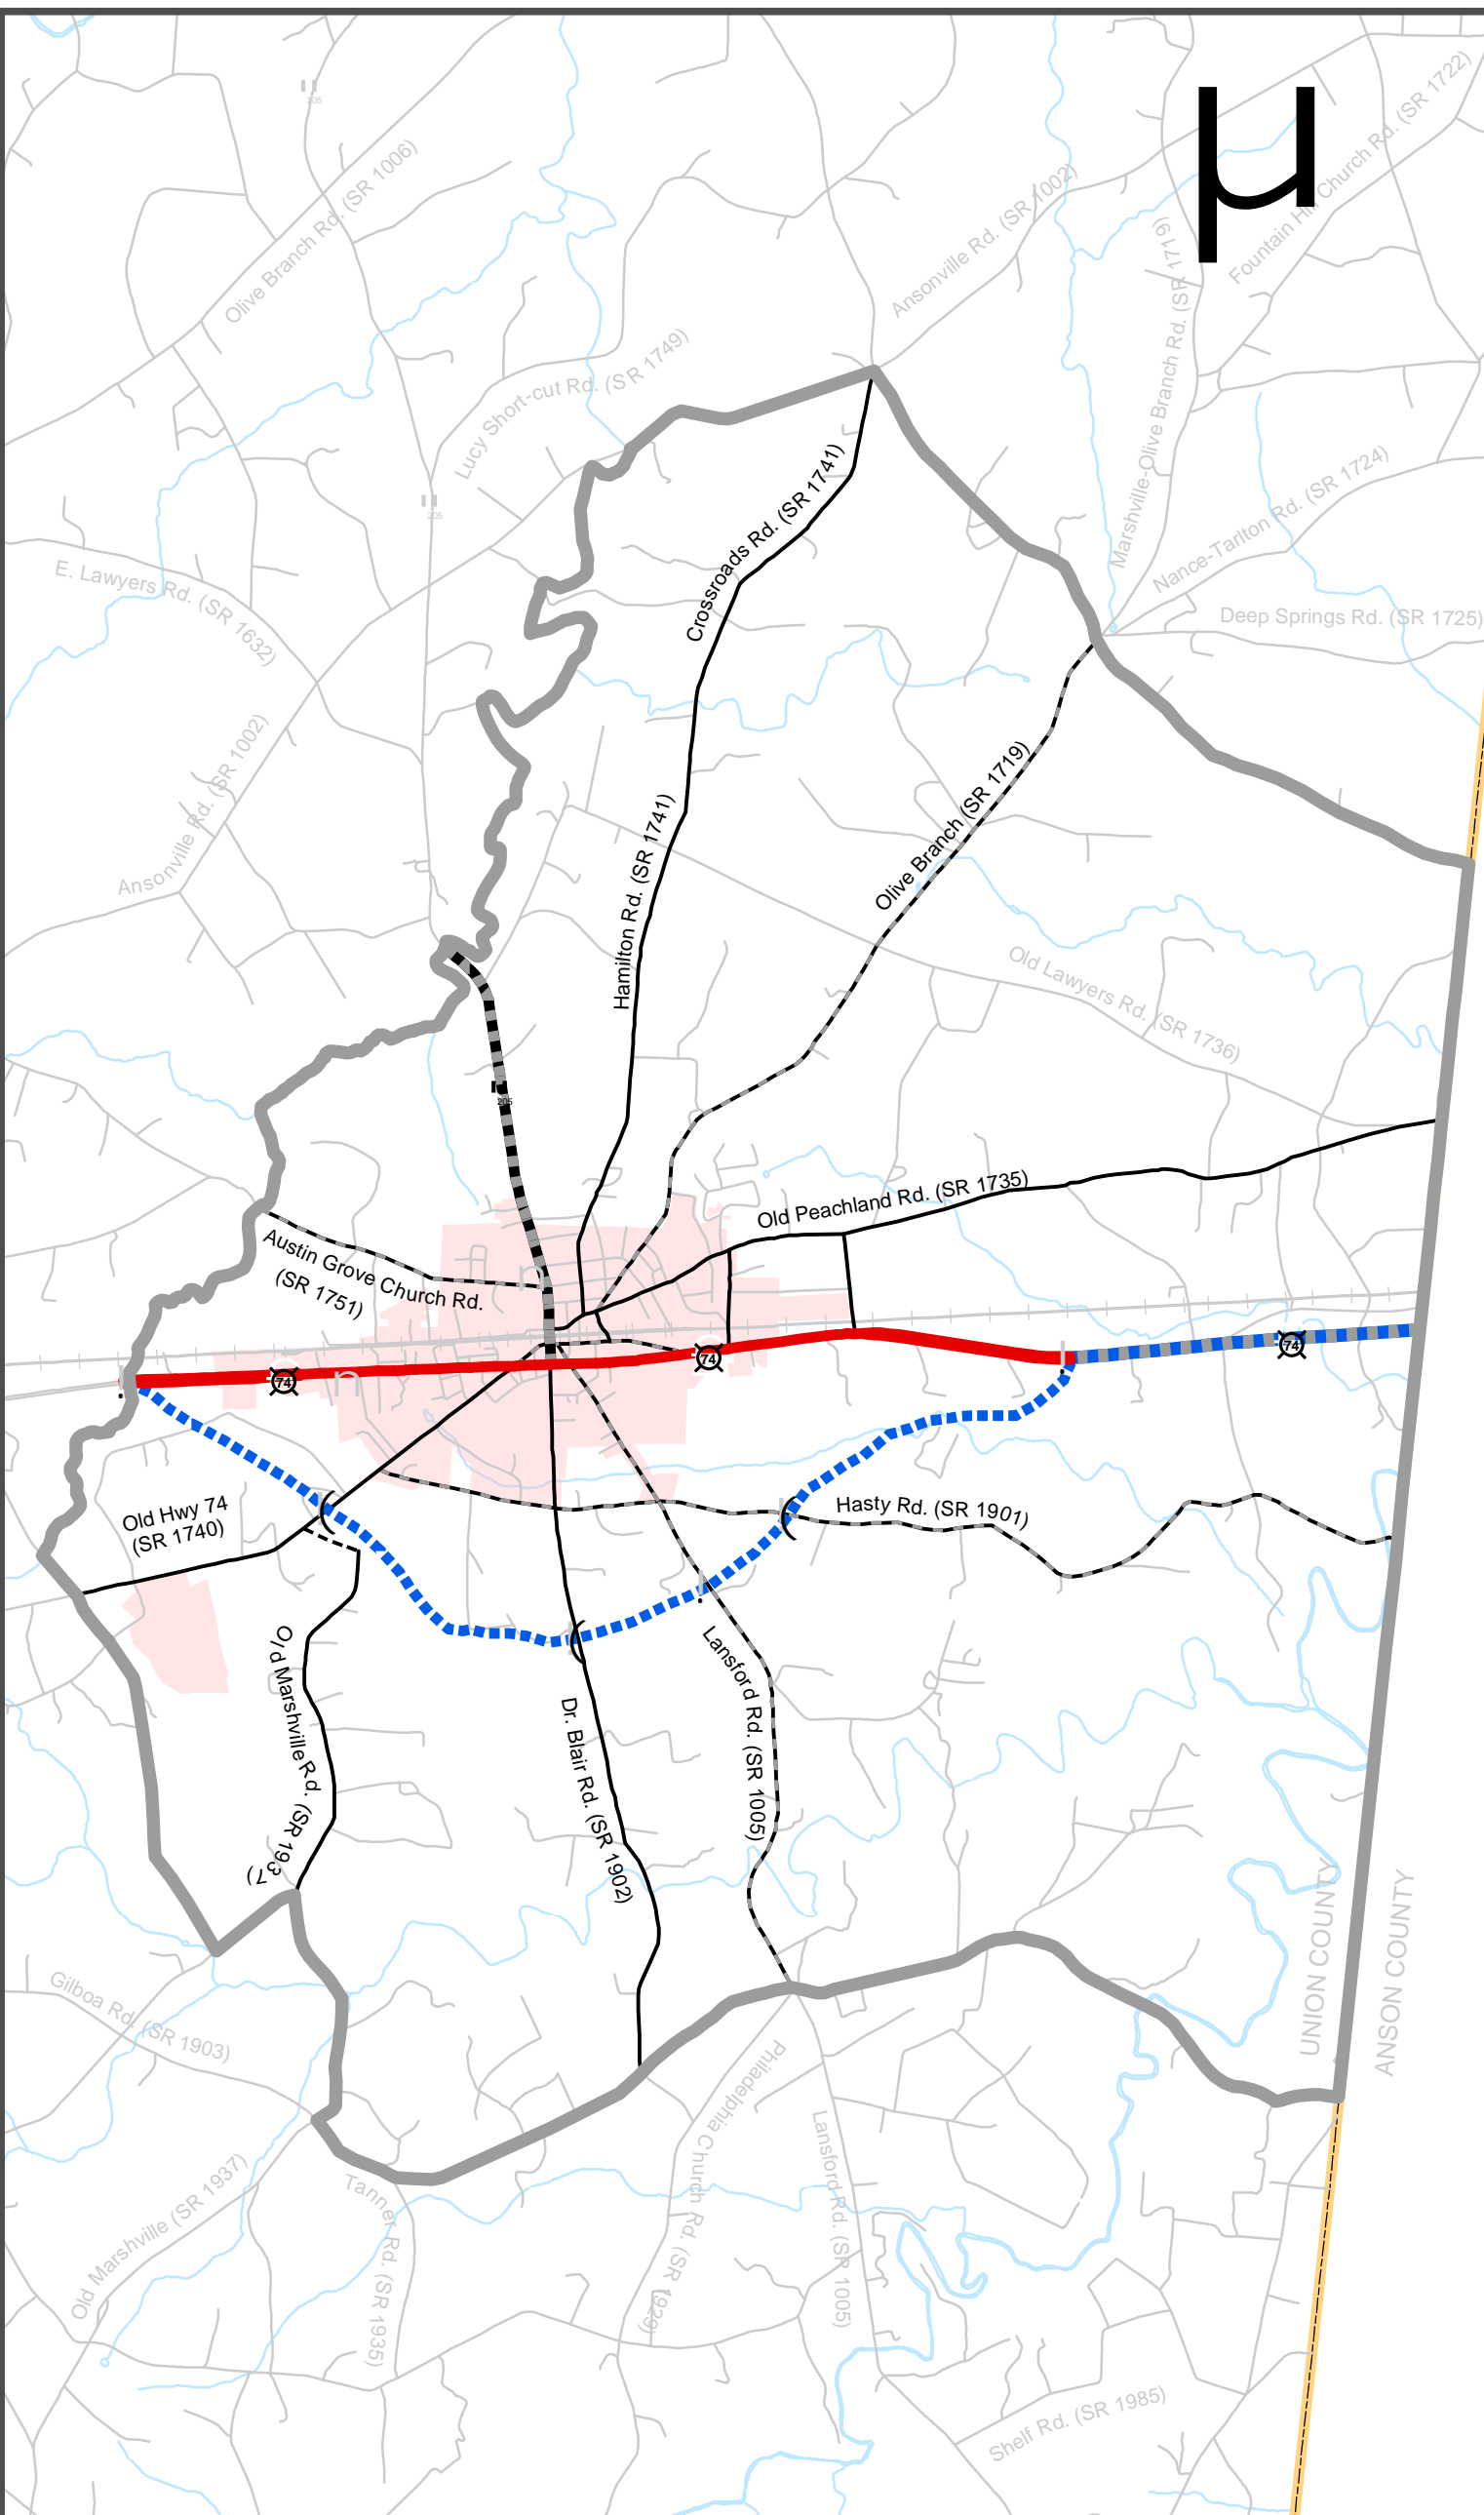 µ
205
Olive Branch Rd. (SR 1006)
Fountain Hill Church Rd. (SR 1722)
Ansonville Rd. (SR 1002)
Marshville-Olive Branch Rd. (SR 1719)
Lucy Short-cut Rd. (SR 1749)
205
Crossroads Rd. (SR 1741)
Nance-Tarlton Rd. (SR 1724)
E. Lawyers Rd. (SR 1632)
Deep Springs Rd. (SR 1725)
Ansonville Rd. (SR 1002)
Olive Branch (SR 1719)
Hamilton Rd. (SR 1741)
Old Lawyers Rd. (SR 1736)
205
Old Peachland Rd. (SR 1735)
Austin Grove Church Rd.
(SR 1751)
n
74
74
74
n
Old Hwy 74
(SR 1740)
Hasty Rd. (SR 1901)
Old Marshville Rd. (SR 1937)
Lansford Rd. (SR 1005)
Dr. Blair Rd. (SR 1902)
UNION COUNTY
ANSON COUNTY
Gilboa Rd. (SR 1903)
Philadelphia Church Rd. (SR 1929)
Lansford Rd. (SR 1005)
Old Marshville (SR 1937)
Tanner Rd. (SR 1935)
Shelf Rd. (SR 1985)